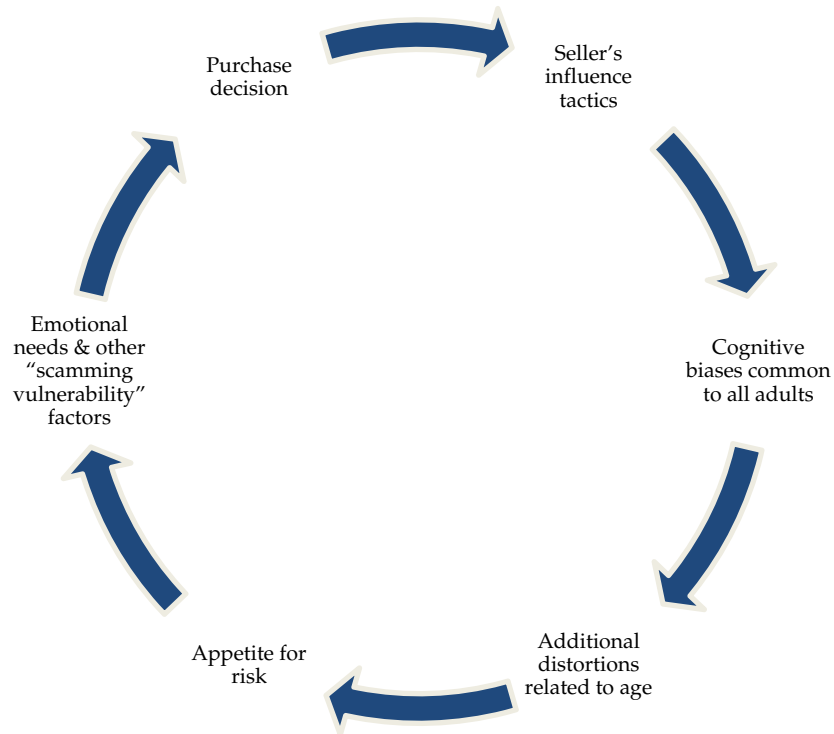 Purchase
decision
Seller’s
influence
tactics
Cognitive
biases common
to all adults
Additional
distortions
related to age
Appetite for
risk
Emotional
needs & other
“scamming
vulnerability”
factors